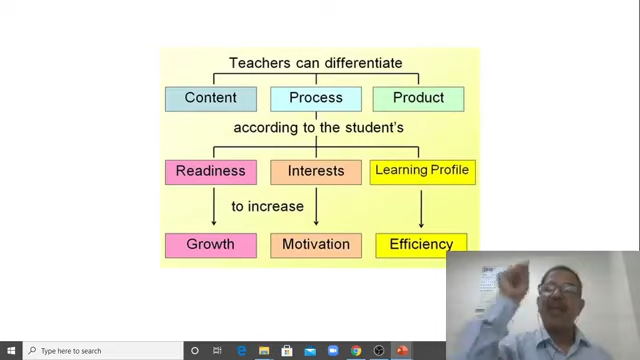 Teachers can differentiate
Content Process Product
according to the student's
Readiness Interests Learning Profile
to increase
Growth Motivation Efficiency
Type here to search